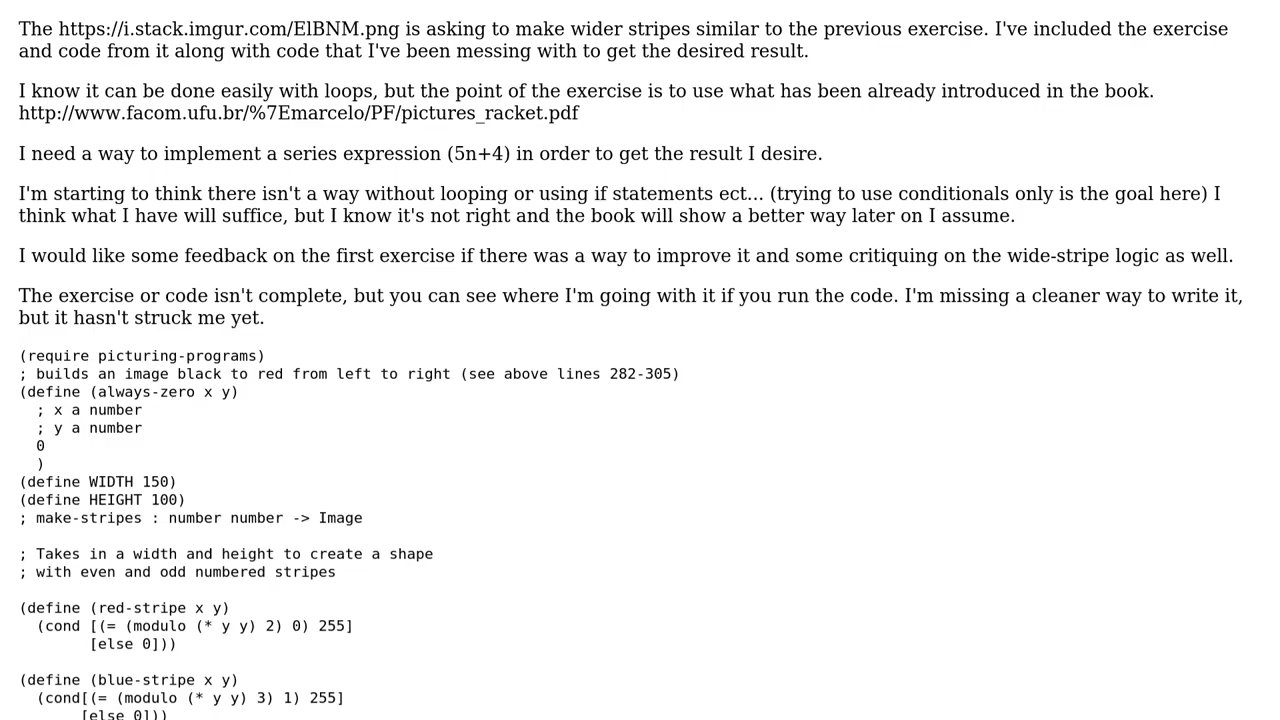 The https://i.stack.imgur.com/ElBNM.png is asking to make wider stripes similar to the previous exercise. I've included the exercise
and code from it along with code that I've been messing with to get the desired result.
I know it can be done easily with loops, but the point of the exercise is to use what has been already introduced in the book.
http://www.facom.ufu.br/%7Emarcelo/PF/pictures_racket.pdf
I need a way to implement a series expression (5n+4) in order to get the result I desire.
I'm starting to think there isn't a way without looping or using if statements ect... (trying to use conditionals only is the goal here) I
think what I have will suffice, but I know it's not right and the book will show a better way later on I assume.
I would like some feedback on the first exercise if there was a way to improve it and some critiquing on the wide-stripe logic as well.
The exercise or code isn't complete, but you can see where I'm going with it if you run the code. I'm missing a cleaner way to write it,
but it hasn't struck me yet.
(require picturing-programs)
; builds an image black to red from left to right (see above lines 282-305)
(define (always-zero x y)
  ; x a number
  ; y a number
  0
  )
(define WIDTH 150)
(define HEIGHT 100)
; make-stripes : number number -> Image
; Takes in a width and height to create a shape
; with even and odd numbered stripes
(define (red-stripe x y)
  (cond [(= (modulo (* y y) 2) 0) 255]
        [else 0]))
(define (blue-stripe x y)
  (cond[(= (modulo (* y y) 3) 1) 255]
       [else 0]))